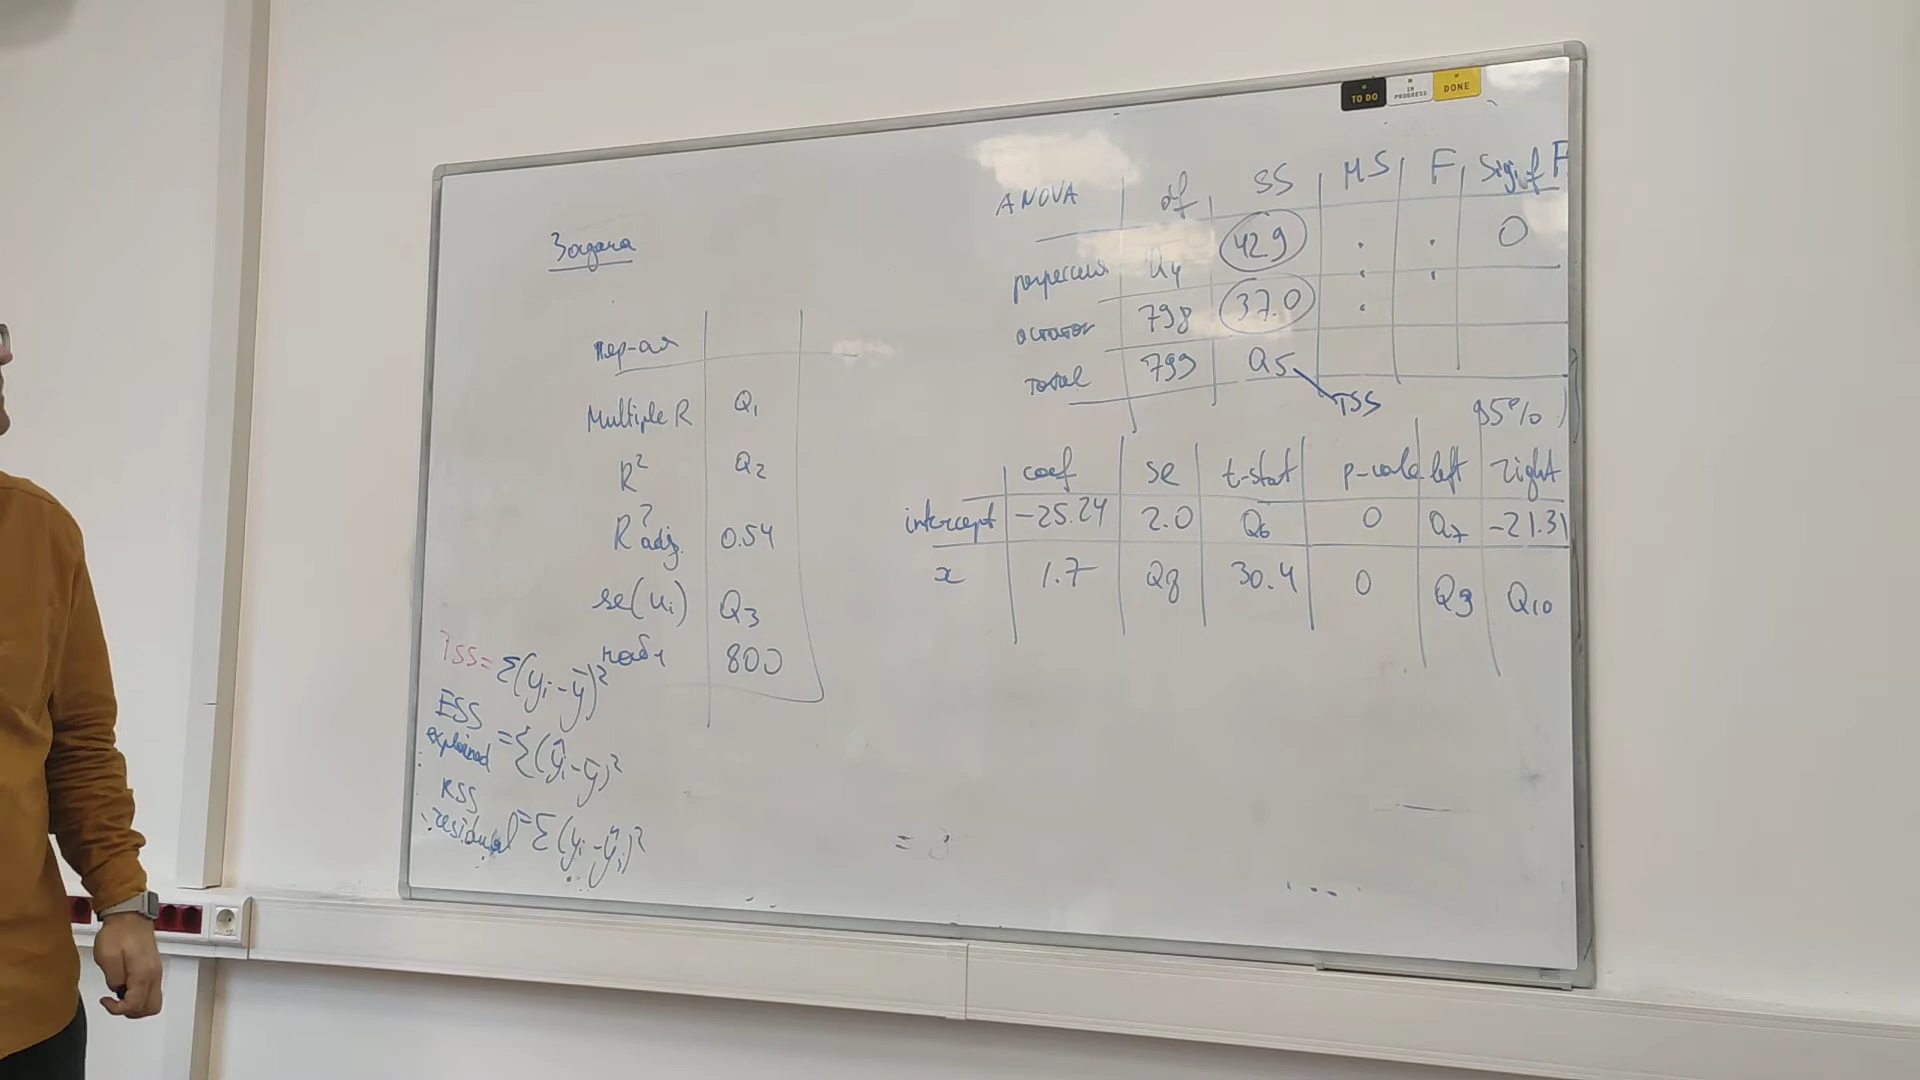 TO DO
IN PROGRESS
DONE
Задача
пер-ая
Multiple R Q₁
R² Q₂
R² adj. 0.54
se(uᵢ) Q₃
набл 800
TSS = Σ(yᵢ - ȳ)²
ESS
explained = Σ(ŷᵢ - ȳ)²
RSS
residual = Σ(yᵢ - ŷᵢ)²
= 3
ANOVA df SS MS F Signif F
регрессия Q₄ 42.9 . . 0
остаток 798 37.0 .
Total 799 Q5
TSS
95%
coef se t-stat p-value left right
intercept -25.24 2.0 Q6 0 Q7 -21.31
x 1.7 Q8 30.4 0 Q9 Q10